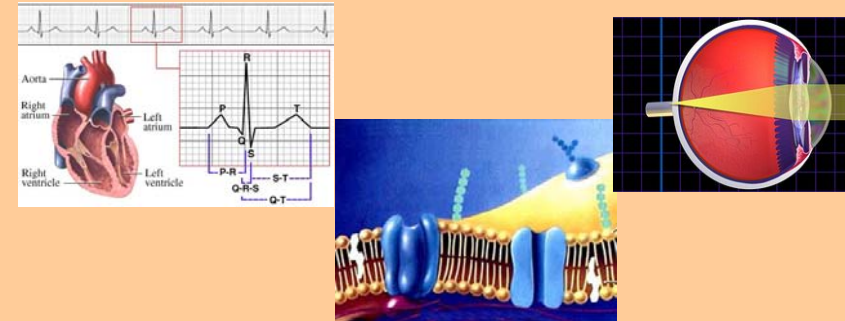 Aorta
Right
atrium
Left
atrium
Right
ventricle
Left
ventricle
R
P
T
Q
S
P-R
S-T
Q-R-S
Q-T